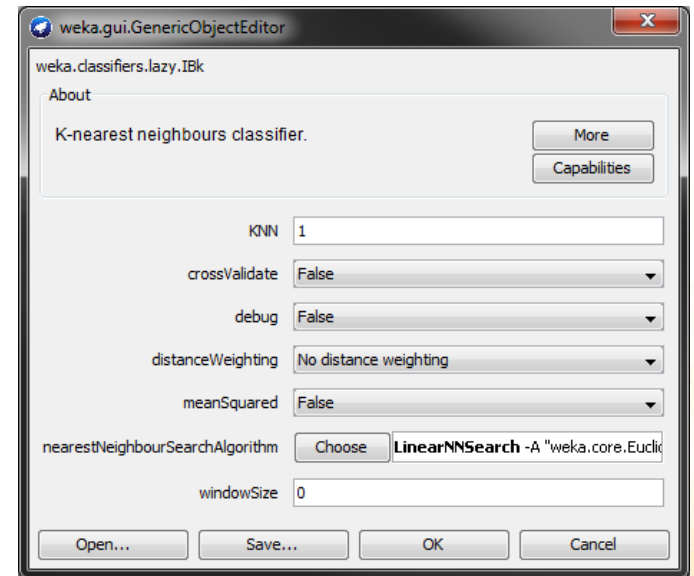 weka.gui.GenericObjectEditor
weka.classifiers.lazy.IBk
About
K-nearest neighbours classifier.
More
Capabilities
KNN 1
crossValidate False
debug False
distanceWeighting No distance weighting
meanSquared False
nearestNeighbourSearchAlgorithm Choose LinearNNSearch -A "weka.core.Euclid
windowSize 0
Open... Save... OK Cancel